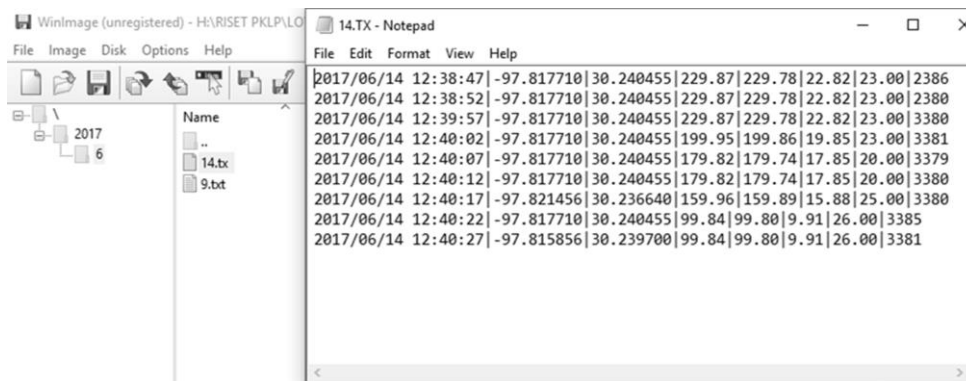 WinImage (unregistered) - H:\RISET PKLP\LO
File Image Disk Options Help
\
2017
6
Name
..
14.tx
9.txt
14.TX - Notepad
File Edit Format View Help
2017/06/14 12:38:47|-97.817710|30.240455|229.87|229.78|22.82|23.00|2386
2017/06/14 12:38:52|-97.817710|30.240455|229.87|229.78|22.82|23.00|2380
2017/06/14 12:39:57|-97.817710|30.240455|229.87|229.78|22.82|23.00|3380
2017/06/14 12:40:02|-97.817710|30.240455|199.95|199.86|19.85|23.00|3381
2017/06/14 12:40:07|-97.817710|30.240455|179.82|179.74|17.85|20.00|3379
2017/06/14 12:40:12|-97.817710|30.240455|179.82|179.74|17.85|20.00|3380
2017/06/14 12:40:17|-97.821456|30.236640|159.96|159.89|15.88|25.00|3380
2017/06/14 12:40:22|-97.817710|30.240455|99.84|99.80|9.91|26.00|3385
2017/06/14 12:40:27|-97.815856|30.239700|99.84|99.80|9.91|26.00|3381